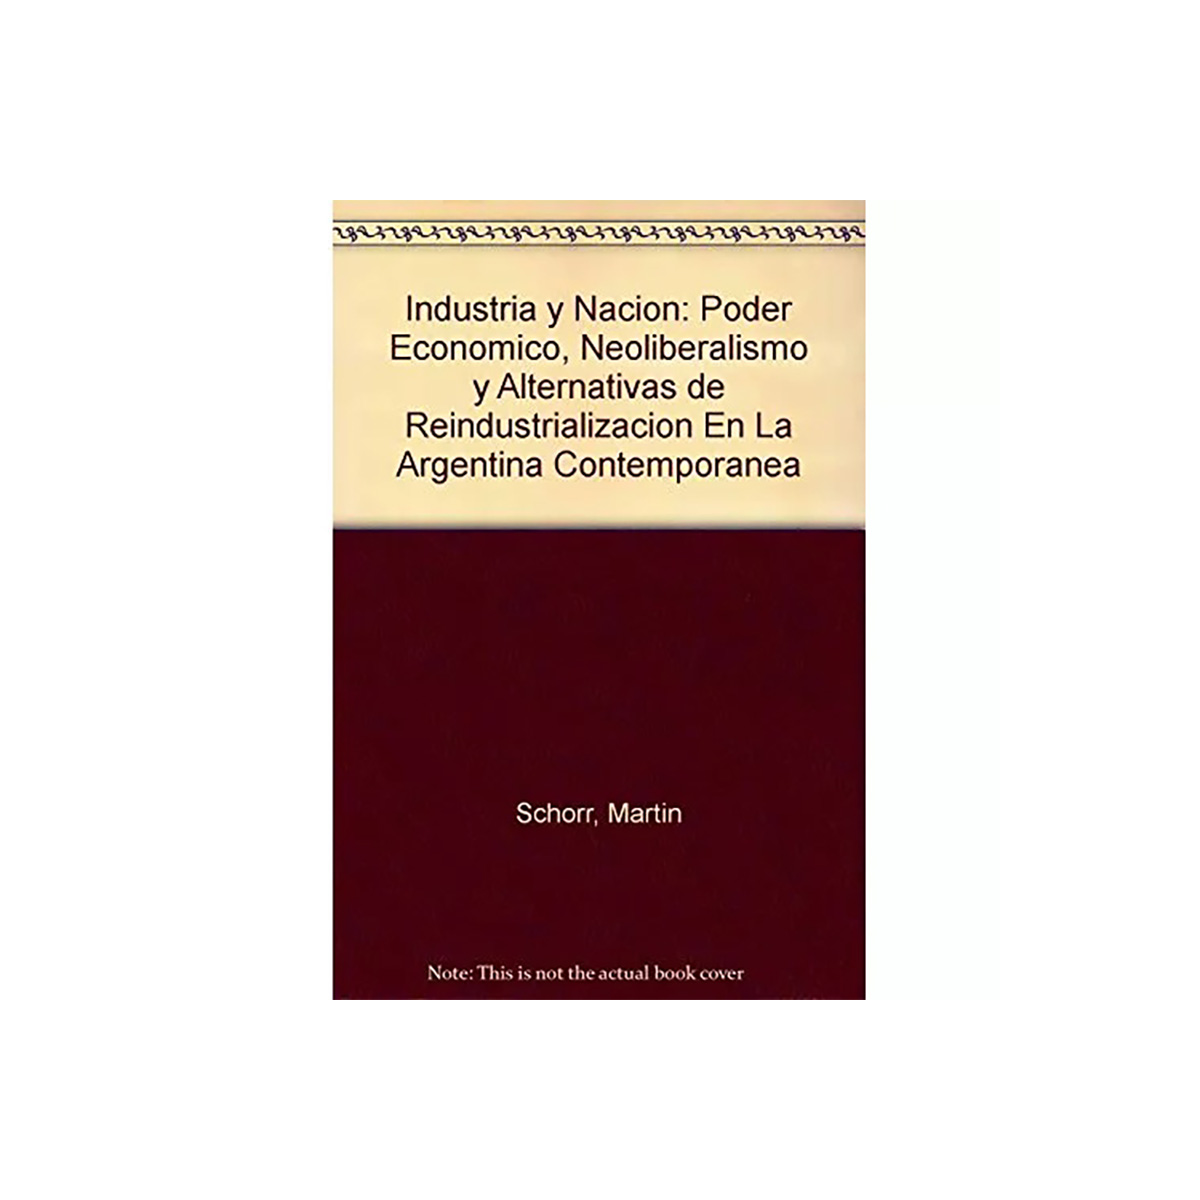 Industria y Nacion: Poder
Economico, Neoliberalismo
y Alternativas de
Reindustrializacion En La
Argentina Contemporanea
Schorr, Martin
Note: This is not the actual book cover